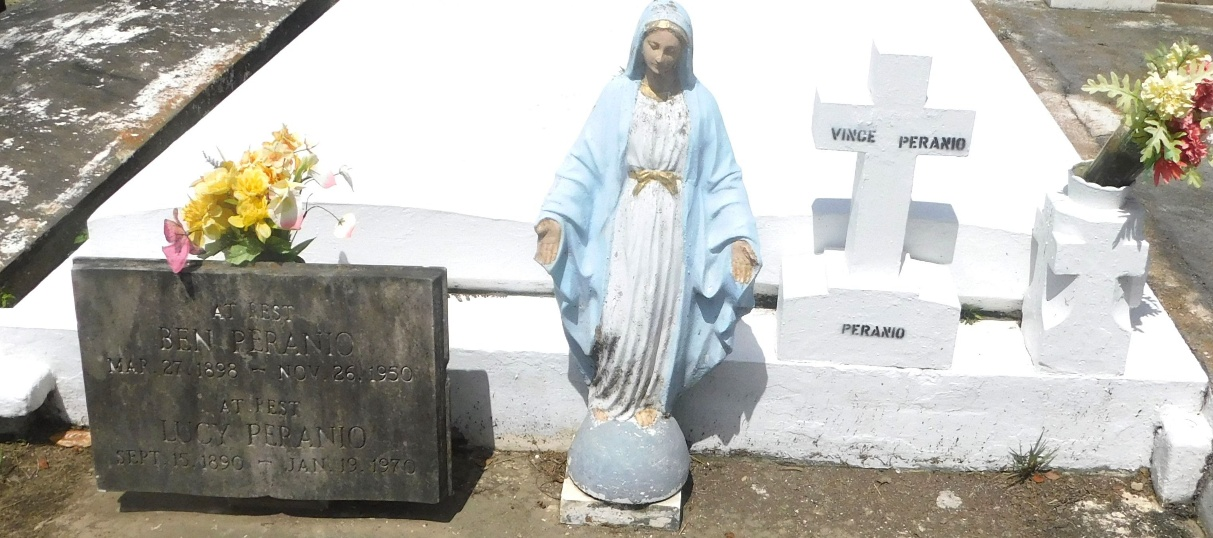 AT REST
BEN PERANIO
MAR. 27, 1898 — NOV. 26, 1950
AT REST
LUCY PERANIO
SEPT. 15, 1890 — JAN. 19, 1970
VINCE PERANIO
PERANIO